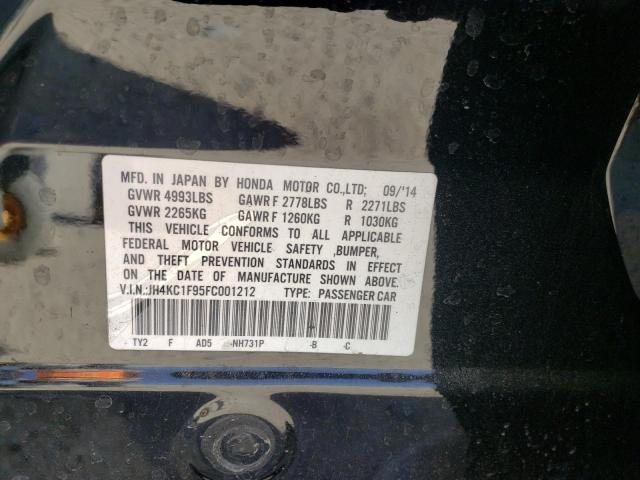 MFD. IN JAPAN BY HONDA MOTOR CO.,LTD; 09/'14
GVWR 4993LBS GAWR F 2778LBS R 2271LBS
GVWR 2265KG GAWR F 1260KG R 1030KG
THIS VEHICLE CONFORMS TO ALL APPLICABLE
FEDERAL MOTOR VEHICLE SAFETY ,BUMPER,
AND THEFT PREVENTION STANDARDS IN EFFECT
ON THE DATE OF MANUFACTURE SHOWN ABOVE.
V.I.N.:JH4KC1F95FC001212 TYPE: PASSENGER CAR
TY2 F AD5 -NH731P -B -C